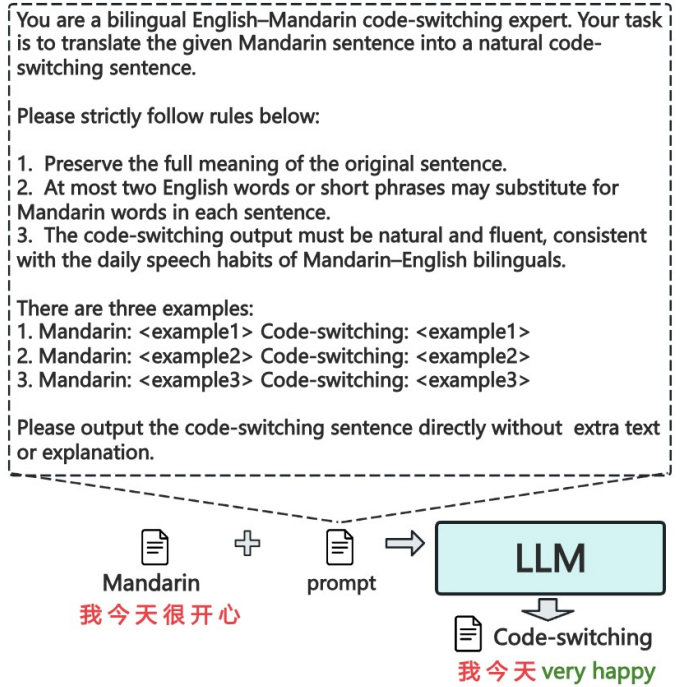 You are a bilingual English–Mandarin code-switching expert. Your task
is to translate the given Mandarin sentence into a natural code-
switching sentence.
Please strictly follow rules below:
1. Preserve the full meaning of the original sentence.
2. At most two English words or short phrases may substitute for
Mandarin words in each sentence.
3. The code-switching output must be natural and fluent, consistent
with the daily speech habits of Mandarin–English bilinguals.
There are three examples:
1. Mandarin: <example1> Code-switching: <example1>
2. Mandarin: <example2> Code-switching: <example2>
3. Mandarin: <example3> Code-switching: <example3>
Please output the code-switching sentence directly without extra text
or explanation.
Mandarin
我今天很开心
prompt
LLM
Code-switching
我今天 very happy